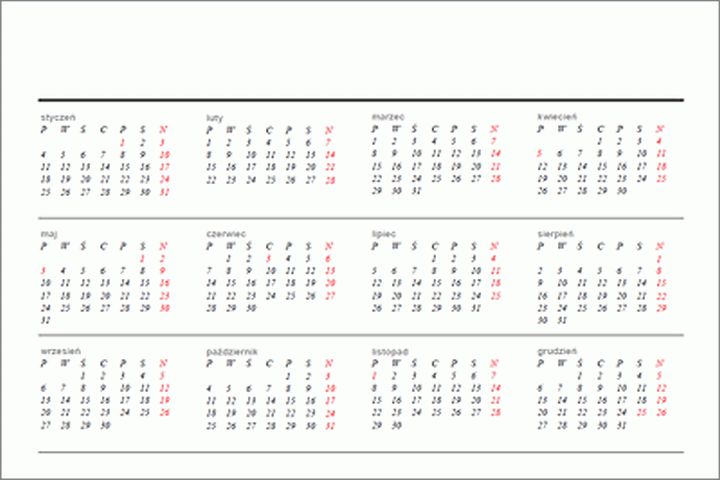 styczeń
P W Ś C P S N
1 2 3
4 5 6 7 8 9 10
11 12 13 14 15 16 17
18 19 20 21 22 23 24
25 26 27 28 29 30 31
luty
P W Ś C P S N
1 2 3 4 5 6 7
8 9 10 11 12 13 14
15 16 17 18 19 20 21
22 23 24 25 26 27 28
marzec
P W Ś C P S N
1 2 3 4 5 6 7
8 9 10 11 12 13 14
15 16 17 18 19 20 21
22 23 24 25 26 27 28
29 30 31
kwiecień
P W Ś C P S N
1 2 3 4
5 6 7 8 9 10 11
12 13 14 15 16 17 18
19 20 21 22 23 24 25
26 27 28 29 30
maj
P W Ś C P S N
1 2
3 4 5 6 7 8 9
10 11 12 13 14 15 16
17 18 19 20 21 22 23
24 25 26 27 28 29 30
31
czerwiec
P W Ś C P S N
1 2 3 4 5 6
7 8 9 10 11 12 13
14 15 16 17 18 19 20
21 22 23 24 25 26 27
28 29 30
lipiec
P W Ś C P S N
1 2 3 4
5 6 7 8 9 10 11
12 13 14 15 16 17 18
19 20 21 22 23 24 25
26 27 28 29 30 31
sierpień
P W Ś C P S N
1
2 3 4 5 6 7 8
9 10 11 12 13 14 15
16 17 18 19 20 21 22
23 24 25 26 27 28 29
30 31
wrzesień
P W Ś C P S N
1 2 3 4 5
6 7 8 9 10 11 12
13 14 15 16 17 18 19
20 21 22 23 24 25 26
27 28 29 30
październik
P W Ś C P S N
1 2 3
4 5 6 7 8 9 10
11 12 13 14 15 16 17
18 19 20 21 22 23 24
25 26 27 28 29 30 31
listopad
P W Ś C P S N
1 2 3 4 5 6 7
8 9 10 11 12 13 14
15 16 17 18 19 20 21
22 23 24 25 26 27 28
29 30
grudzień
P W Ś C P S N
1 2 3 4 5
6 7 8 9 10 11 12
13 14 15 16 17 18 19
20 21 22 23 24 25 26
27 28 29 30 31